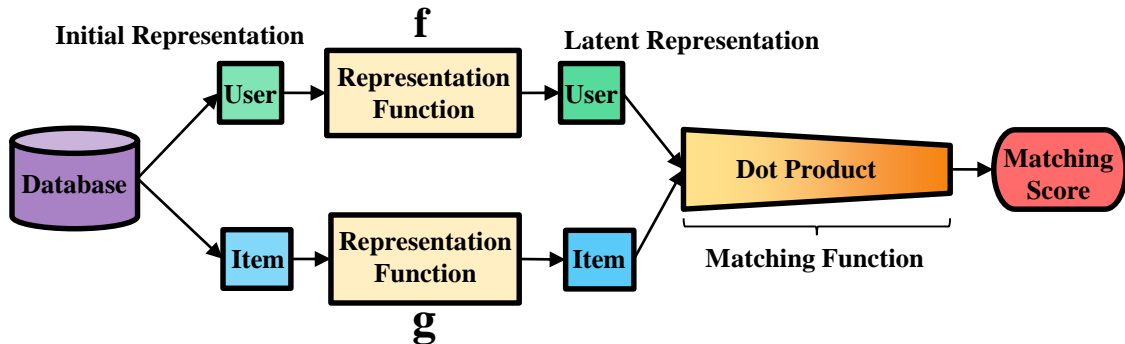 f
Initial Representation
Latent Representation
User
Representation
Function
User
Database
Dot Product
Matching
Score
Item
Representation
Function
Item
Matching Function
g